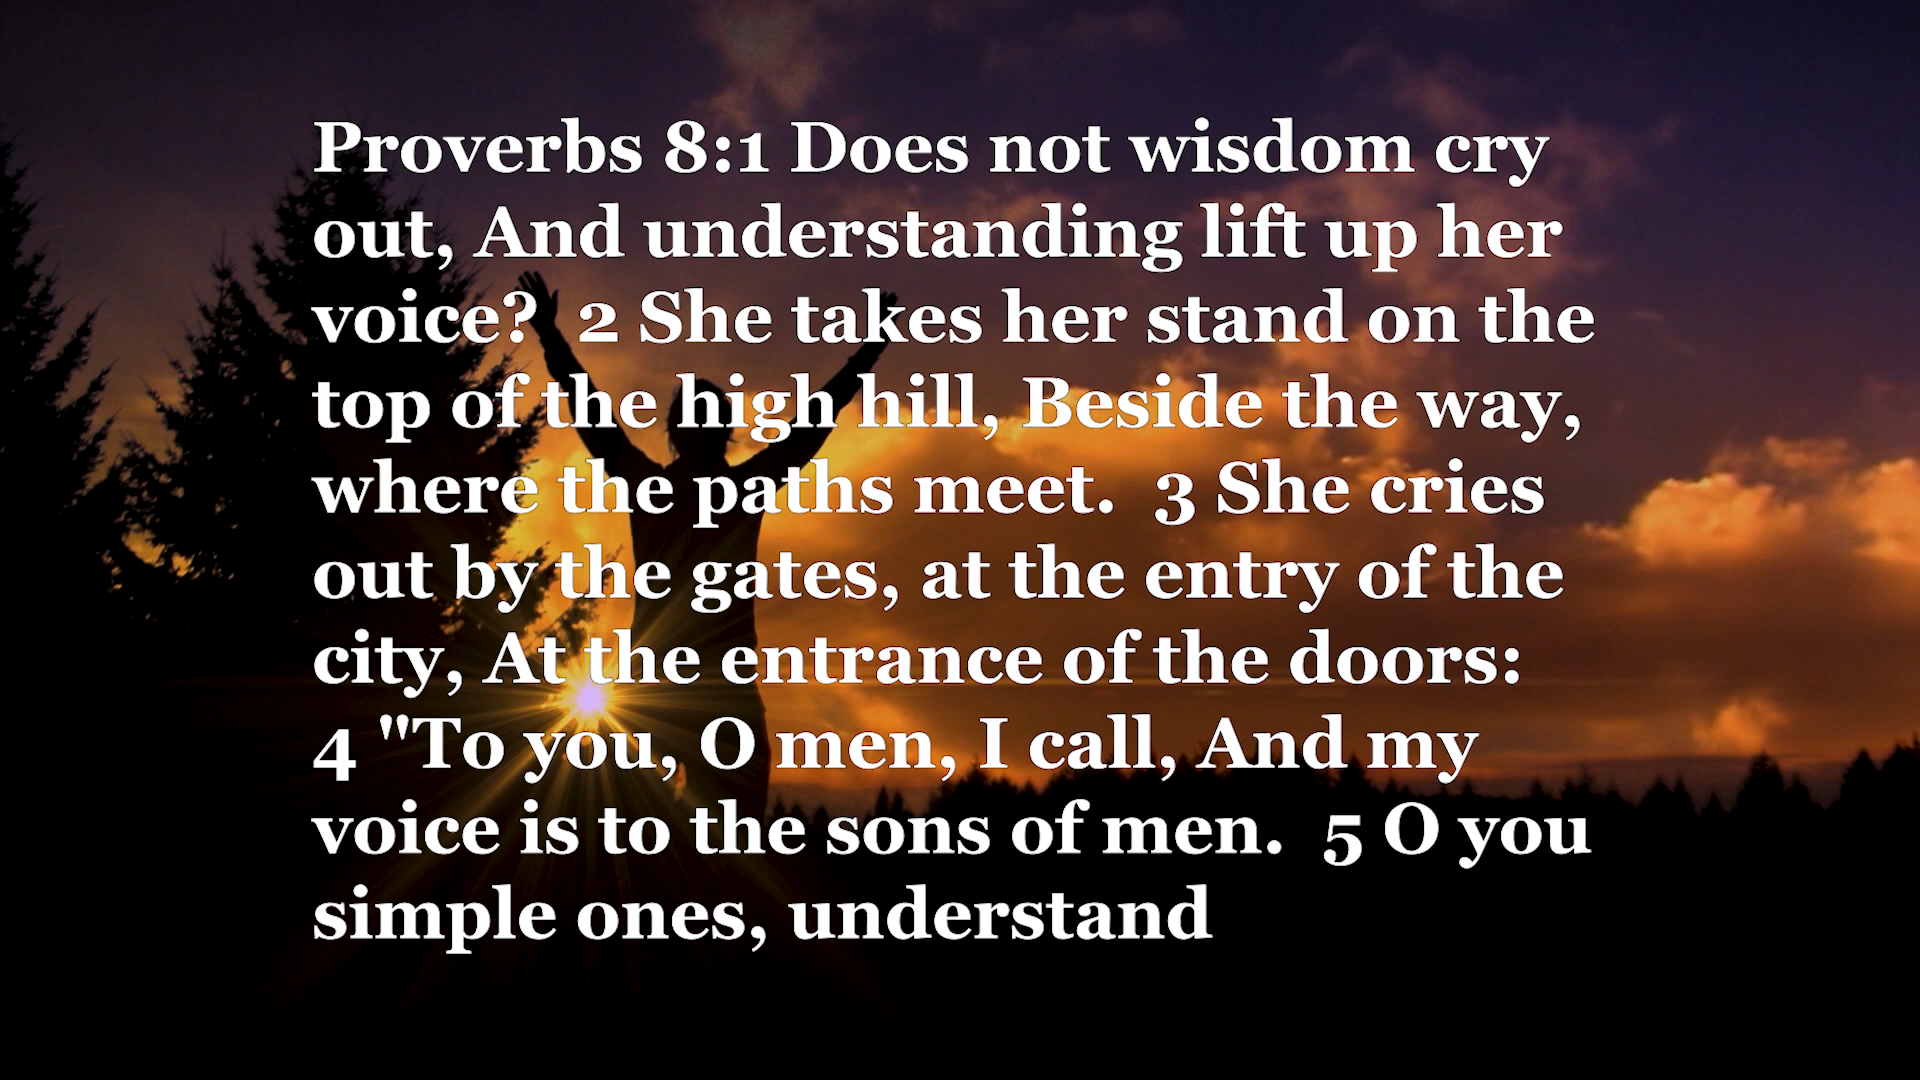 Proverbs 8:1 Does not wisdom cry
out, And understanding lift up her
voice?  2 She takes her stand on the
top of the high hill, Beside the way,
where the paths meet.  3 She cries
out by the gates, at the entry of the
city, At the entrance of the doors:
4 "To you, O men, I call, And my
voice is to the sons of men.  5 O you
simple ones, understand